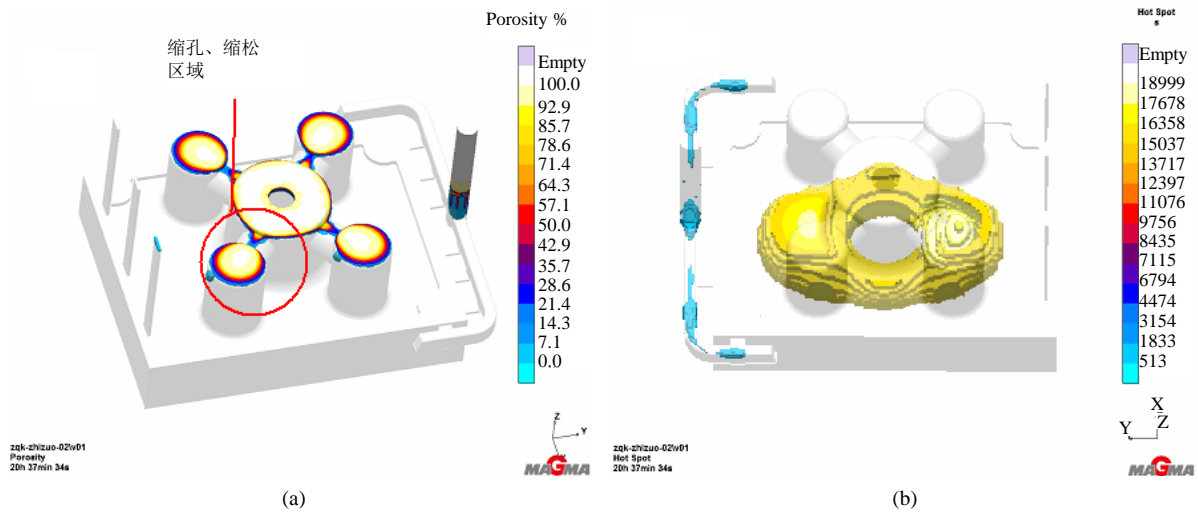 Porosity %
缩孔、缩松
区域
Empty
100.0
92.9
85.7
78.6
71.4
64.3
57.1
50.0
42.9
35.7
28.6
21.4
14.3
7.1
0.0
Z
Y
zqk-zhizuo-02\v01
Porosity
20h 37min 34s
MAGMA
(a)
Hot Spot
s
Empty
18999
17678
16358
15037
13717
12397
11076
9756
8435
7115
6794
4474
3154
1833
513
X
Y
Z
zqk-zhizuo-02\v01
Hot Spot
20h 37min 34s
MAGMA
(b)